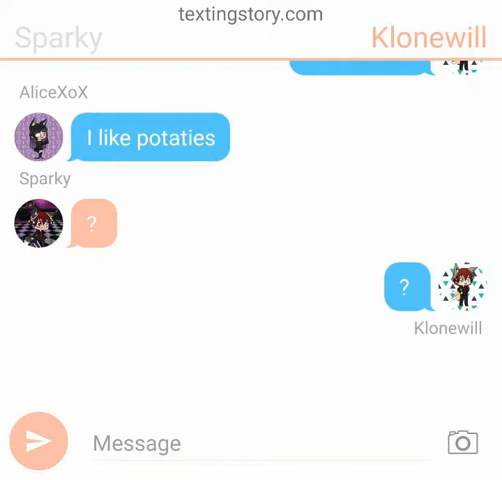 textingstory.com
Sparky
Klonewill
AliceXoX
I like potaties
Sparky
?
?
Klonewill
Message